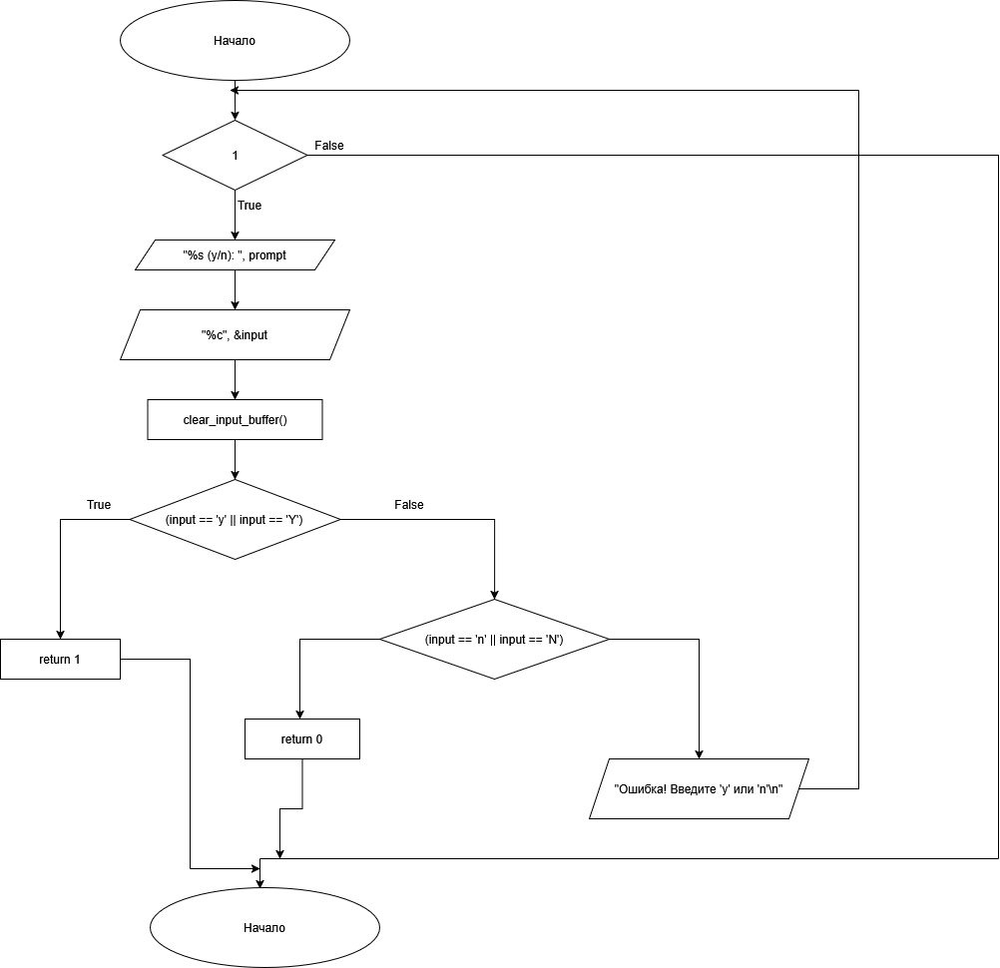 Начало
1
False
True
"%s (y/n): ", prompt
"%c", &input
clear_input_buffer()
True
(input == 'y' || input == 'Y')
False
(input == 'n' || input == 'N')
return 1
return 0
"Ошибка! Введите 'y' или 'n'\n"
Начало